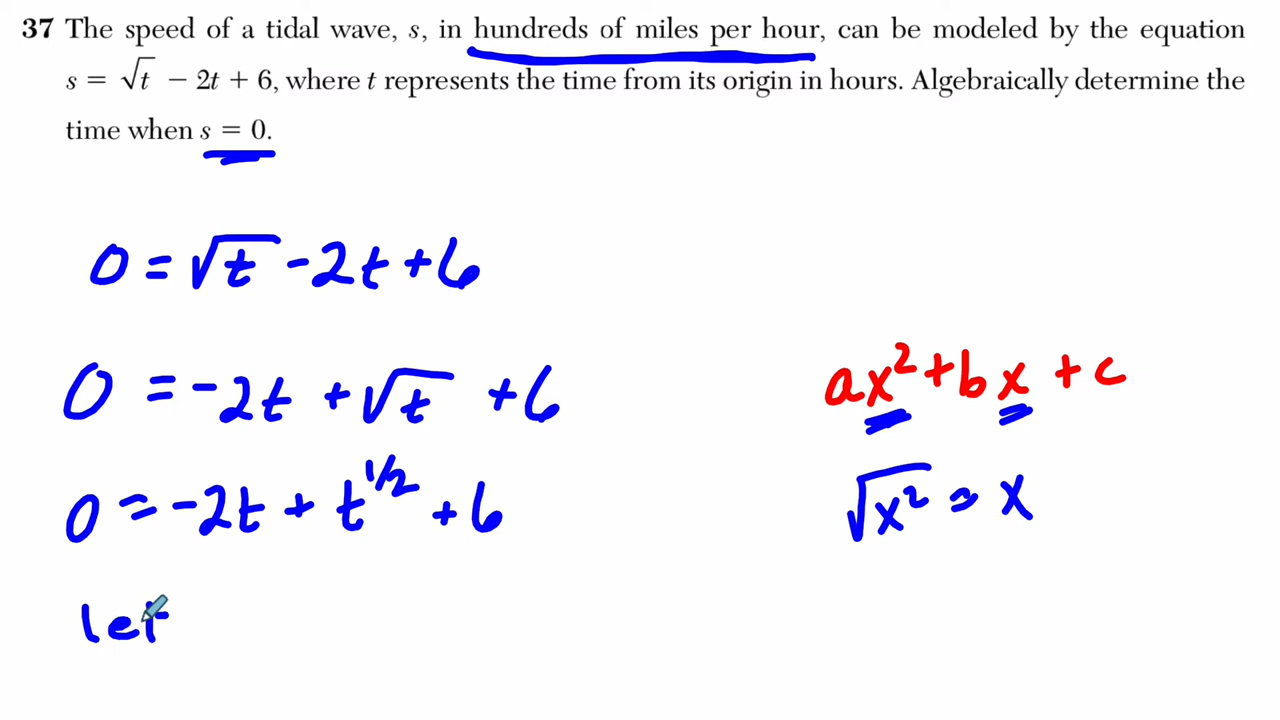 37 The speed of a tidal wave, s, in hundreds of miles per hour, can be modeled by the equation
s = √t − 2t + 6, where t represents the time from its origin in hours. Algebraically determine the
time when s = 0.
0 = √t - 2t + 6
0 = -2t + √t + 6
ax² + bx + c
0 = -2t + t^1/2 + 6
√x² = x
let